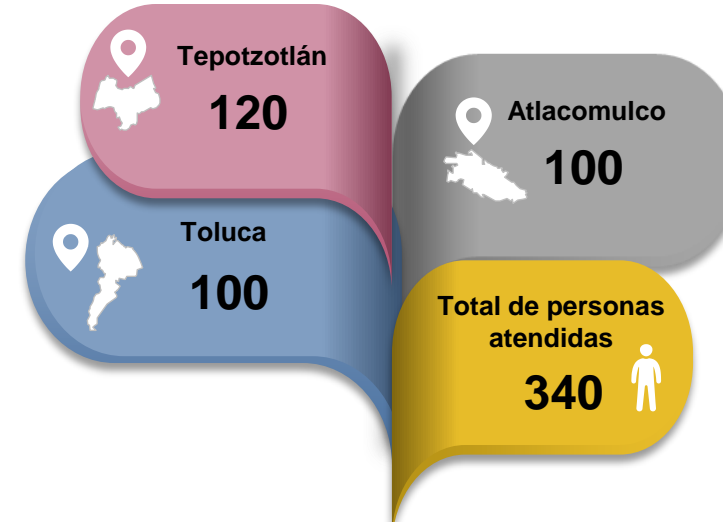 Tepotzotlán
120
Atlacomulco
100
Toluca
100
Total de personas
atendidas
340